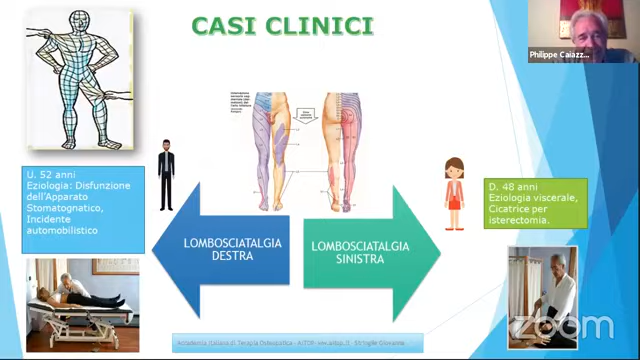 CASI CLINICI
Philippe Caiazz...
U. 52 anni
Eziologia: Disfunzione
dell'Apparato
Stomatognatico,
Incidente
automobilistico
D. 48 anni
Eziologia viscerale,
Cicatrice per
isterectomia.
LOMBOSCIATALGIA
DESTRA
LOMBOSCIATALGIA
SINISTRA
Accademia Italiana di Terapia Osteopatica - AITOP
zoom